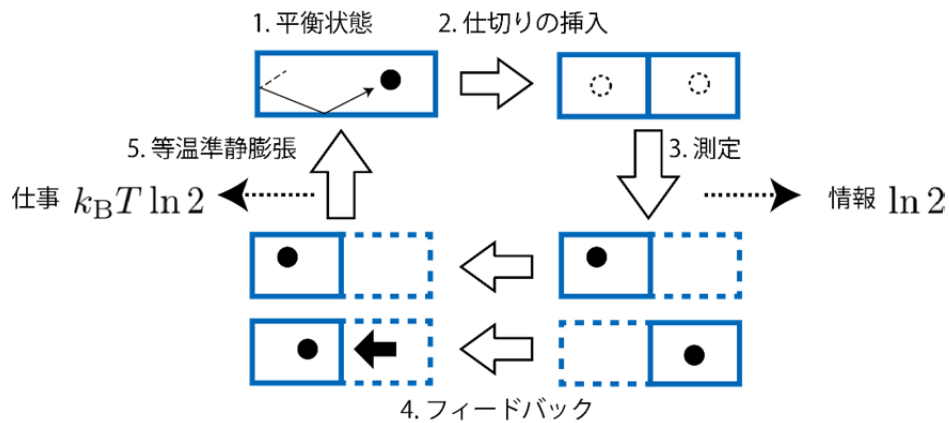 1. 平衡状態
2. 仕切りの挿入
5. 等温準静膨張
3. 測定
仕事 k_B T ln 2
情報 ln 2
4. フィードバック